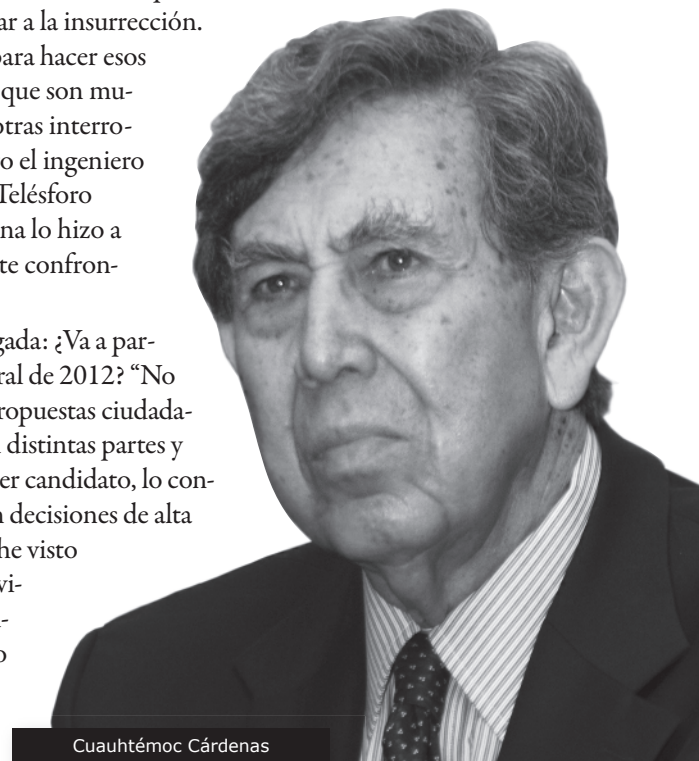 ar a la insurrección.
para hacer esos
que son mu-
otras interro-
o el ingeniero
Telésforo
na lo hizo a
te confron-
gada: ¿Va a par-
ral de 2012? “No
ropuestas ciudada-
distintas partes y
er candidato, lo con-
n decisiones de alta
he visto
vi-
o
Cuauhtémoc Cárdenas